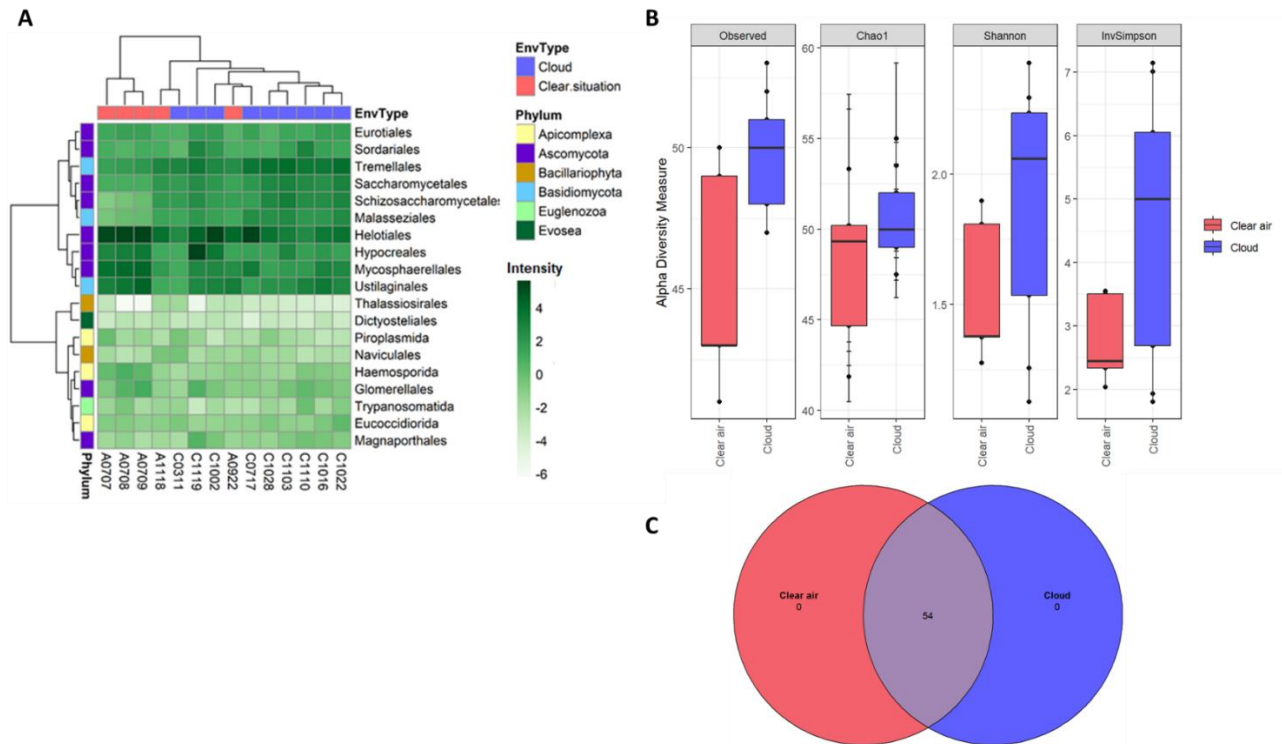 A
EnvType
Cloud
Clear.situation
EnvType
Phylum
Apicomplexa
Ascomycota
Bacillariophyta
Basidiomycota
Euglenozoa
Evosea
Intensity
4
2
0
-2
-4
-6
Eurotiales
Sordariales
Tremellales
Saccharomycetales
Schizosaccharomycetales
Malasseziales
Helotiales
Hypocreales
Mycosphaerellales
Ustilaginales
Thalassiosirales
Dictyosteliales
Piroplasmida
Naviculales
Haemosporida
Glomerellales
Trypanosomatida
Eucoccidiorida
Magnaporthales
Phylum
A0707
A0708
A0709
A1118
C0311
C1119
C1002
A0922
C0717
C1028
C1103
C1110
C1016
C1022
B
Observed
Chao1
Shannon
InvSimpson
Alpha Diversity Measure
50
45
60
55
50
45
40
2.0
1.5
7
6
5
4
3
2
Clear air
Cloud
Clear air
Cloud
Clear air
Cloud
Clear air
Cloud
Clear air
Cloud
C
Clear air
0
54
Cloud
0